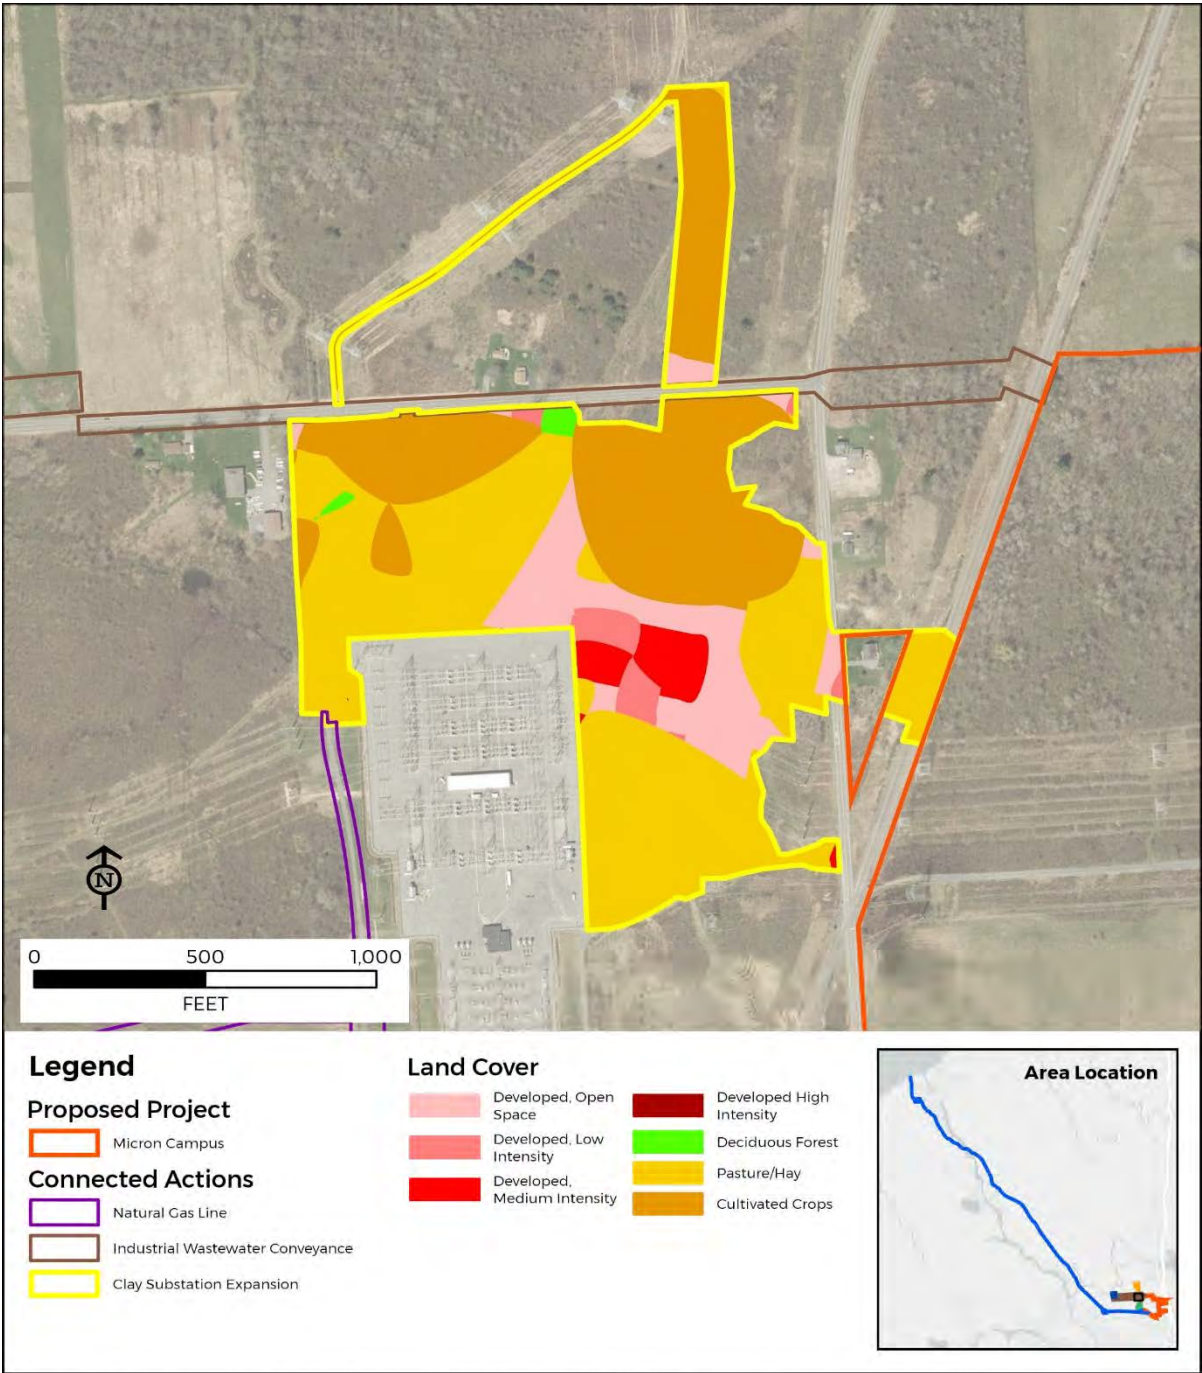 N
0 500 1,000
FEET
Legend
Proposed Project
Micron Campus
Connected Actions
Natural Gas Line
Industrial Wastewater Conveyance
Clay Substation Expansion
Land Cover
Developed, Open
Space
Developed, Low
Intensity
Developed,
Medium Intensity
Developed High
Intensity
Deciduous Forest
Pasture/Hay
Cultivated Crops
Area Location